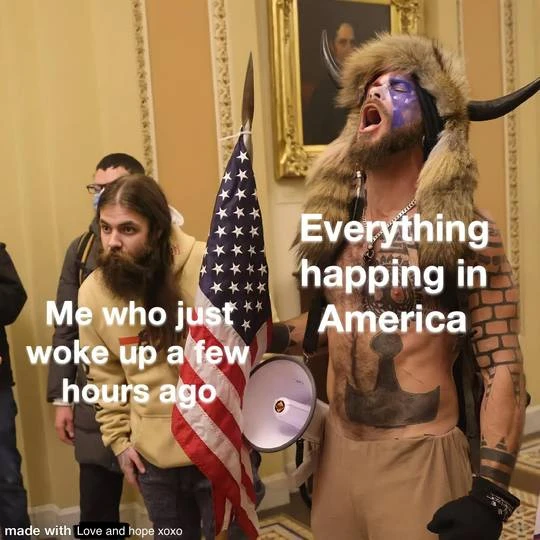 Everything
happing in
America
Me who just
woke up a few
hours ago
made with Love and hope xoxo